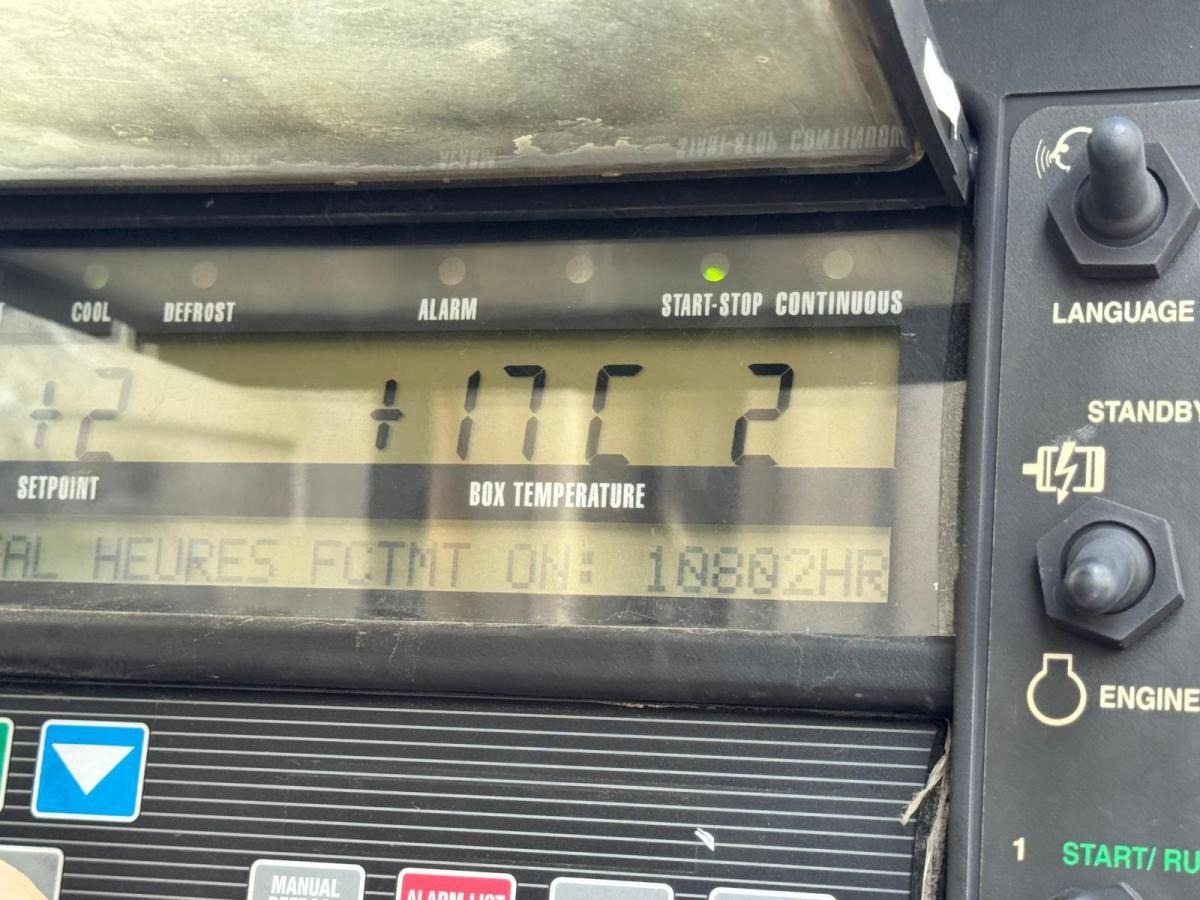 COOL DEFROST ALARM START-STOP CONTINUOUS
+2 +17C 2
SETPOINT BOX TEMPERATURE
AL HEURES FCTMT ON: 10802HR
LANGUAGE
STANDBY
ENGINE
1 START/ RU
MANUAL
DEFROST
ALARM LIST